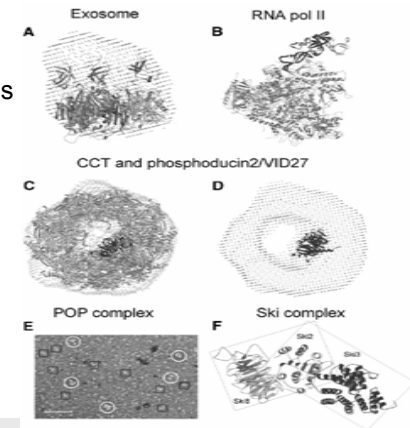 Exosome RNA pol II
A B
s
CCT and phosphoducin2/VID27
C D
POP complex Ski complex
E F
Ski2
Ski3
Ski8